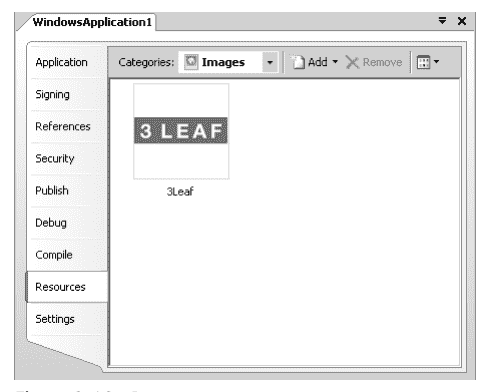 WindowsApplication1
Application
Categories: Images Add Remove
Signing
References
Security
Publish
Debug
Compile
Resources
Settings
3 LEAF
3Leaf